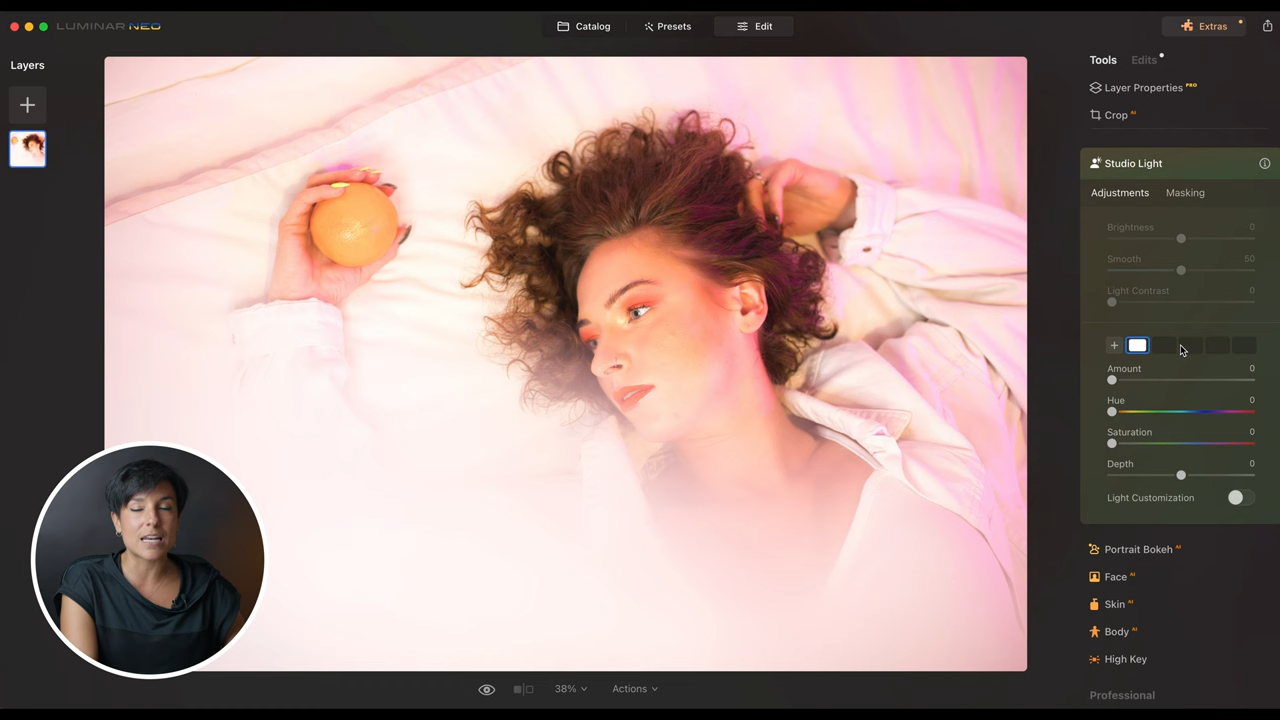 LUMINAR NEO
Catalog
Presets
Edit
Extras
Layers
Tools
Edits
Layer Properties PRO
Crop AI
Studio Light
Adjustments
Masking
Brightness 0
Smooth 50
Light Contrast 0
Amount 0
Hue 0
Saturation 0
Depth 0
Light Customization
Portrait Bokeh AI
Face AI
Skin AI
Body AI
High Key
Professional
38%
Actions